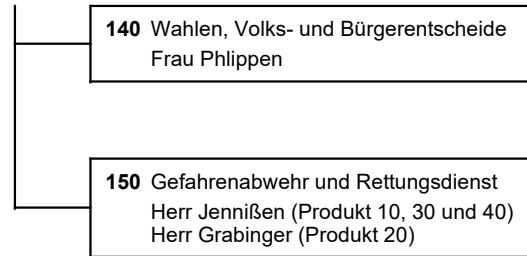 140 Wahlen, Volks- und Bürgerentscheide
Frau Phlippen
150 Gefahrenabwehr und Rettungsdienst
Herr Jennißen (Produkt 10, 30 und 40)
Herr Grabinger (Produkt 20)